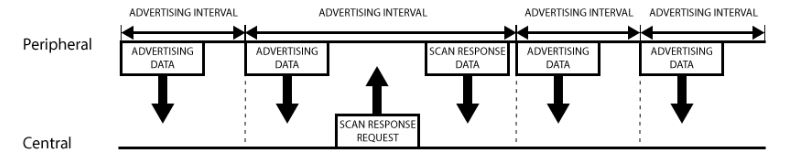 ADVERTISING INTERVAL
ADVERTISING INTERVAL
ADVERTISING INTERVAL
ADVERTISING INTERVAL
Peripheral
ADVERTISING
DATA
ADVERTISING
DATA
SCAN RESPONSE
DATA
ADVERTISING
DATA
ADVERTISING
DATA
SCAN RESPONSE
REQUEST
Central